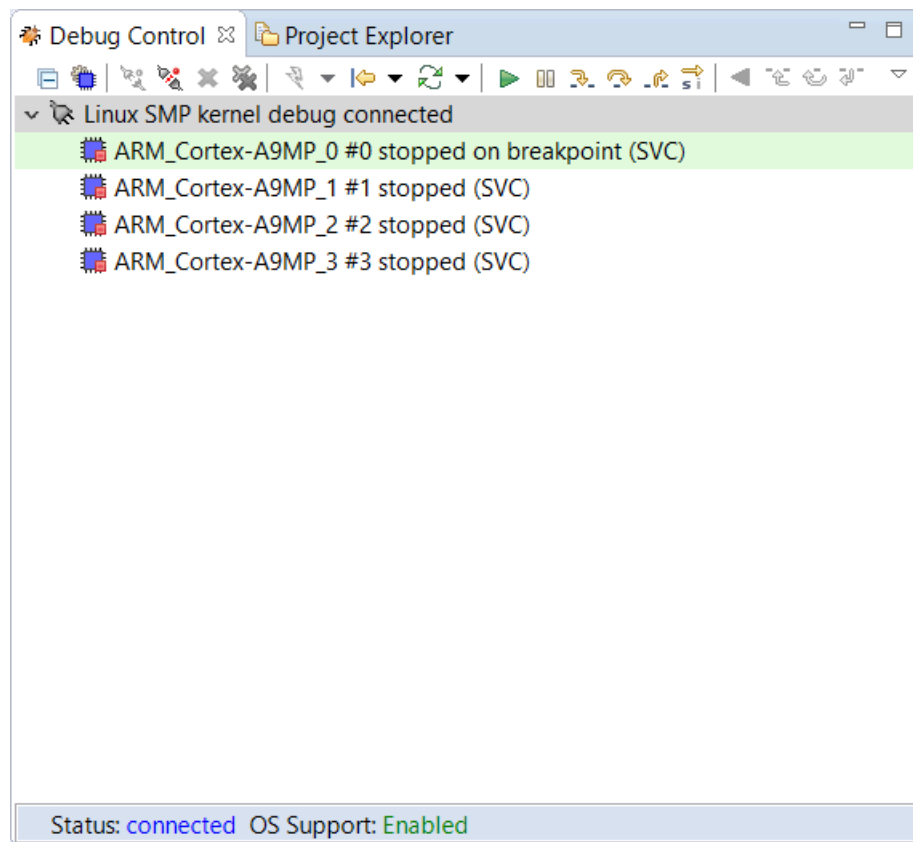 Debug Control Project Explorer
Linux SMP kernel debug connected
ARM_Cortex-A9MP_0 #0 stopped on breakpoint (SVC)
ARM_Cortex-A9MP_1 #1 stopped (SVC)
ARM_Cortex-A9MP_2 #2 stopped (SVC)
ARM_Cortex-A9MP_3 #3 stopped (SVC)
Status: connected OS Support: Enabled